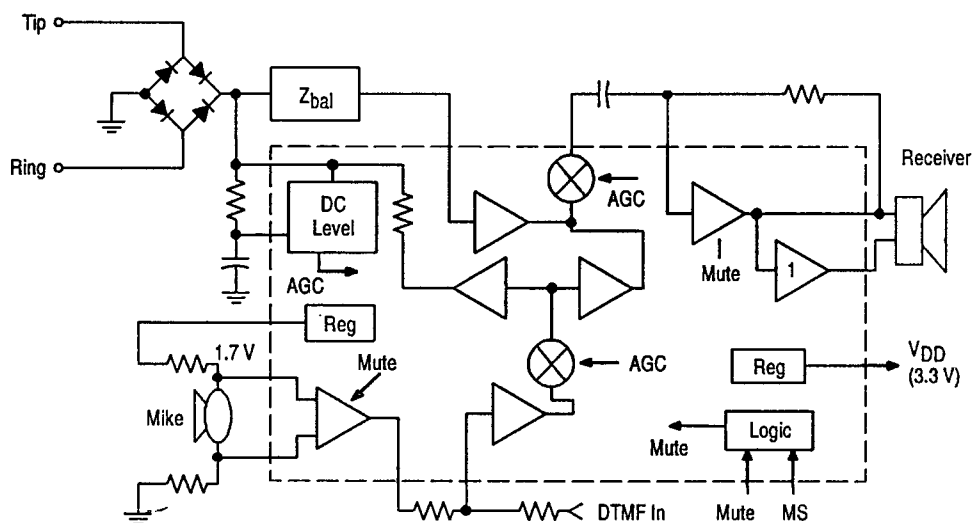 Tip
Zbal
Ring
Receiver
DC
Level
AGC
AGC
Mute
1
Reg
1.7 V
Mute
AGC
Reg
VDD
(3.3 V)
Mike
Mute
Logic
DTMF In
Mute
MS